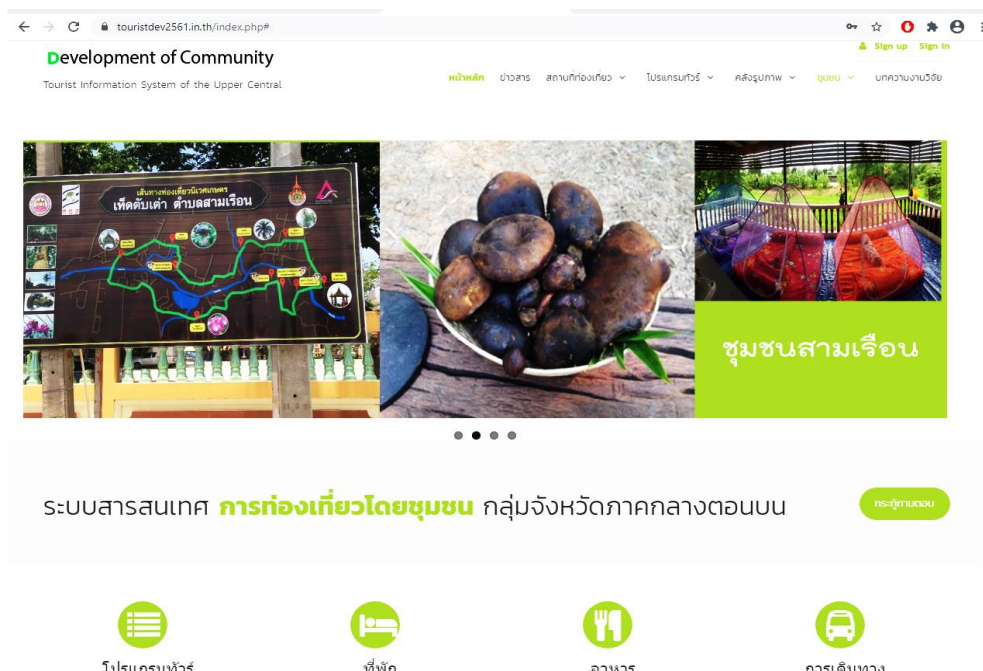 touristdev2561.in.th/index.php#
Sign up Sign in
Development of Community
Tourist Information System of the Upper Central
หน้าหลัก ข่าวสาร สถานที่ท่องเที่ยว โปรแกรมทัวร์ คลังรูปภาพ ชุมชน บทความงานวิจัย
เส้นทางท่องเที่ยวนิเวศเกษตร
เห็ดตับเต่า ตำบลสามเรือน
ชุมชนสามเรือน
ระบบสารสนเทศ การท่องเที่ยวโดยชุมชน กลุ่มจังหวัดภาคกลางตอนบน
กระทู้ถามตอบ
โปรแกรมทัวร์ ที่พัก อาหาร การเดินทาง